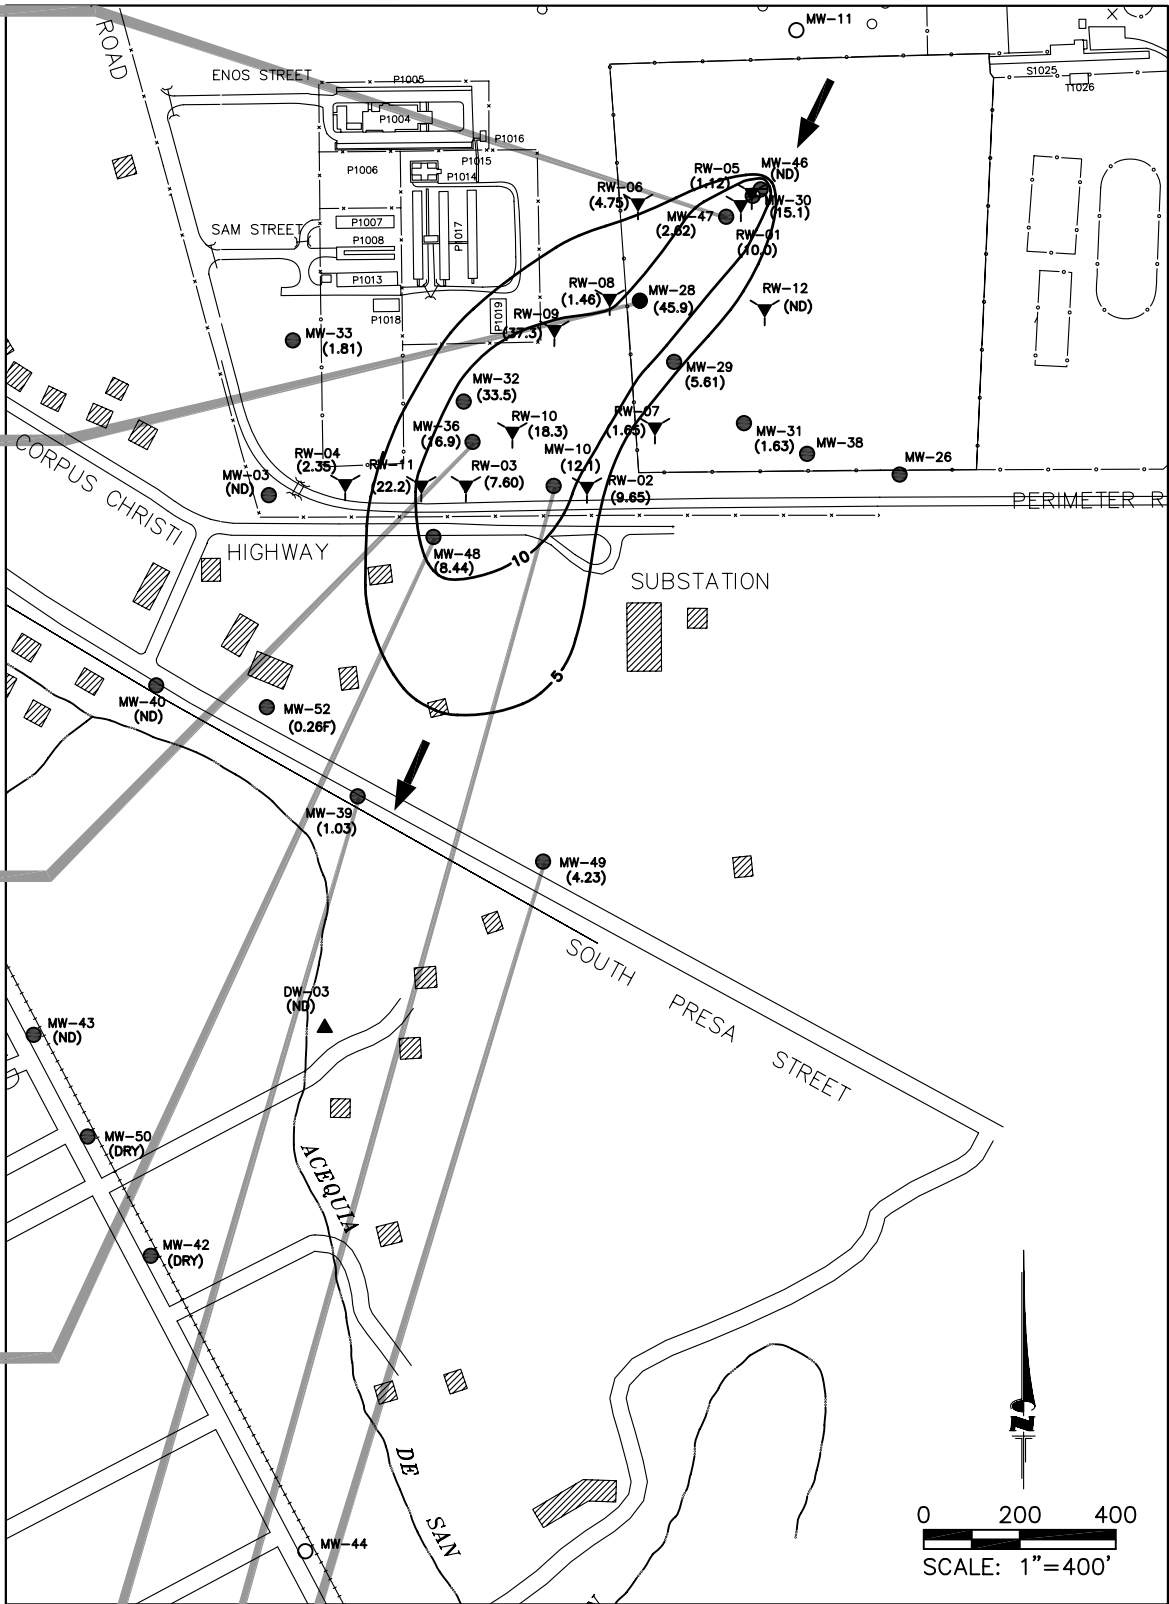 MW-11
ROAD
ENOS STREET
P1005
S1025
T1026
P1004
P1016
P1015
P1006
P1014
RW-05
(1.12)
MW-46
(ND)
RW-06
(4.75)
MW-30
(15.1)
MW-47
(2.62)
RW-01
(10.0)
SAM STREET
P1007
P1008
P1017
P1013
P1018
P1019
RW-08
(1.46)
MW-28
(45.9)
RW-12
(ND)
RW-09
(37.3)
MW-33
(1.81)
MW-29
(5.61)
MW-32
(33.5)
MW-36
(16.9)
RW-10
(18.3)
RW-07
(1.65)
MW-31
(1.63)
MW-38
MW-26
CORPUS CHRISTI
HIGHWAY
RW-04
(2.35)
MW-03
(ND)
RW-11
(22.2)
RW-03
(7.60)
MW-10
(12.1)
RW-02
(9.65)
PERIMETER R
MW-48
(8.44)
10
SUBSTATION
5
MW-40
(ND)
MW-52
(0.26F)
MW-39
(1.03)
MW-49
(4.23)
SOUTH PRESA STREET
DW-03
(ND)
MW-43
(ND)
MW-50
(DRY)
MW-42
(DRY)
ACEQUIA DE SAN
MW-44
N
0 200 400
SCALE: 1"=400'